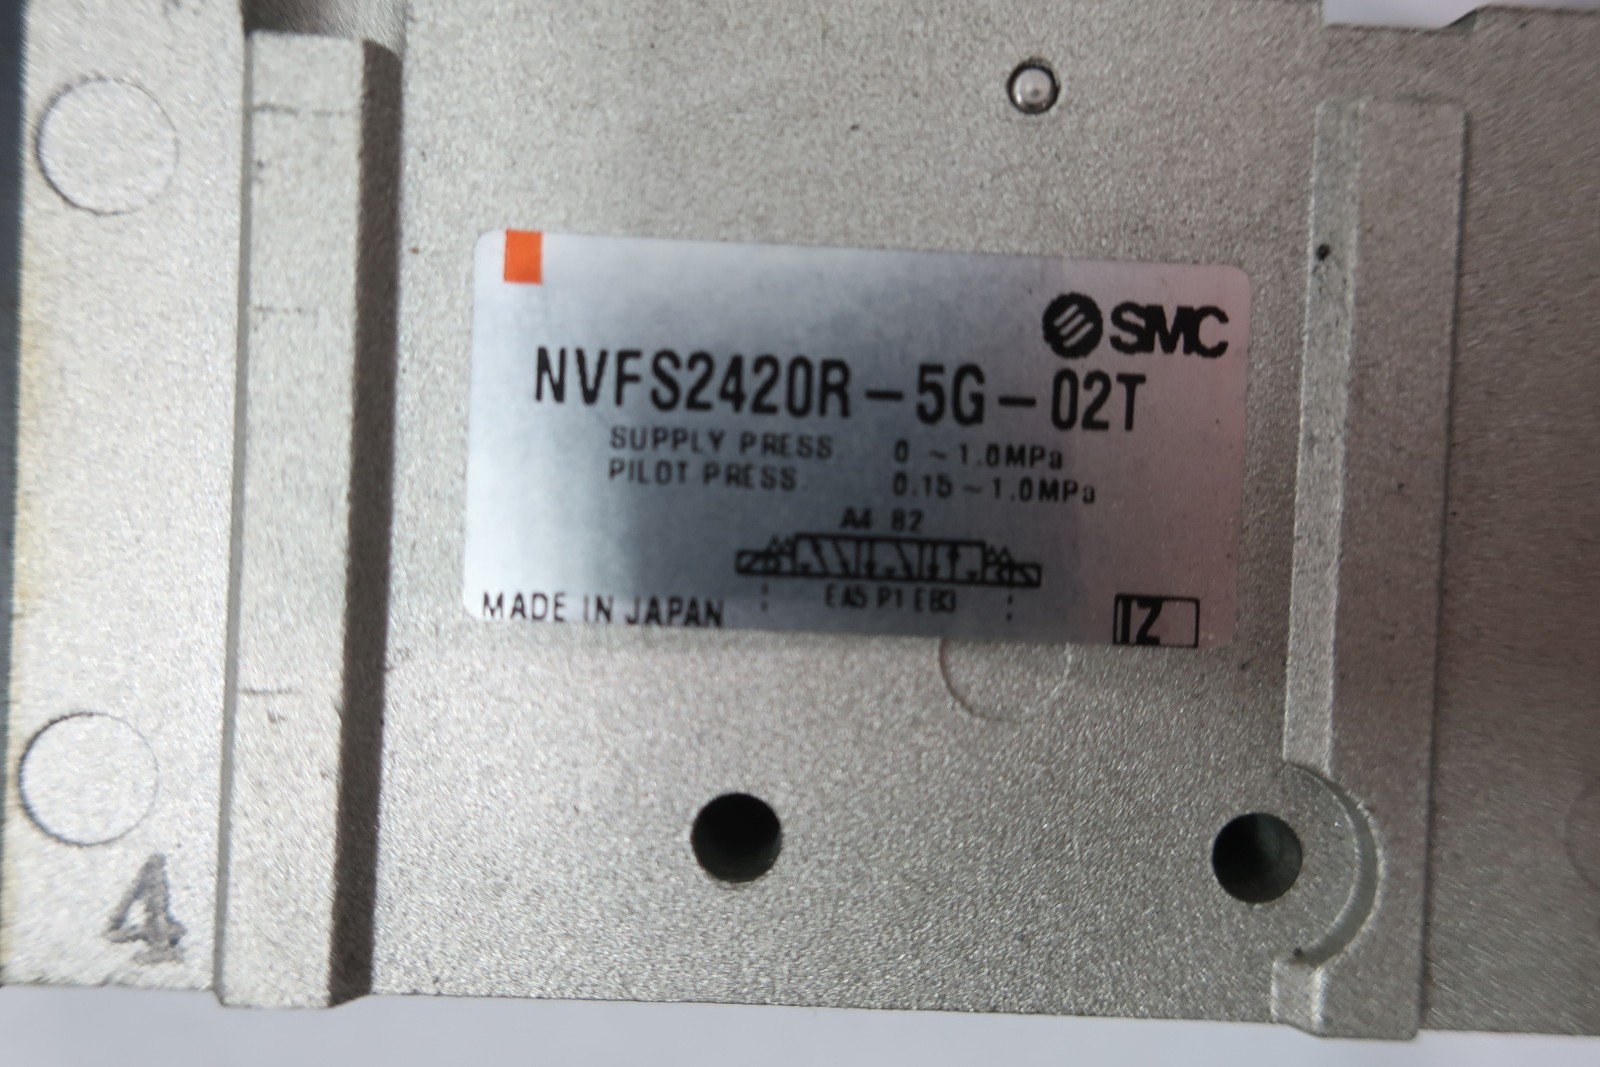 SMC
NVFS2420R-5G-02T
SUPPLY PRESS 0 ~ 1.0MPa
PILOT PRESS. 0.15 ~ 1.0MPa
A4 B2
EA5 P1 EB3
MADE IN JAPAN
IZ
4